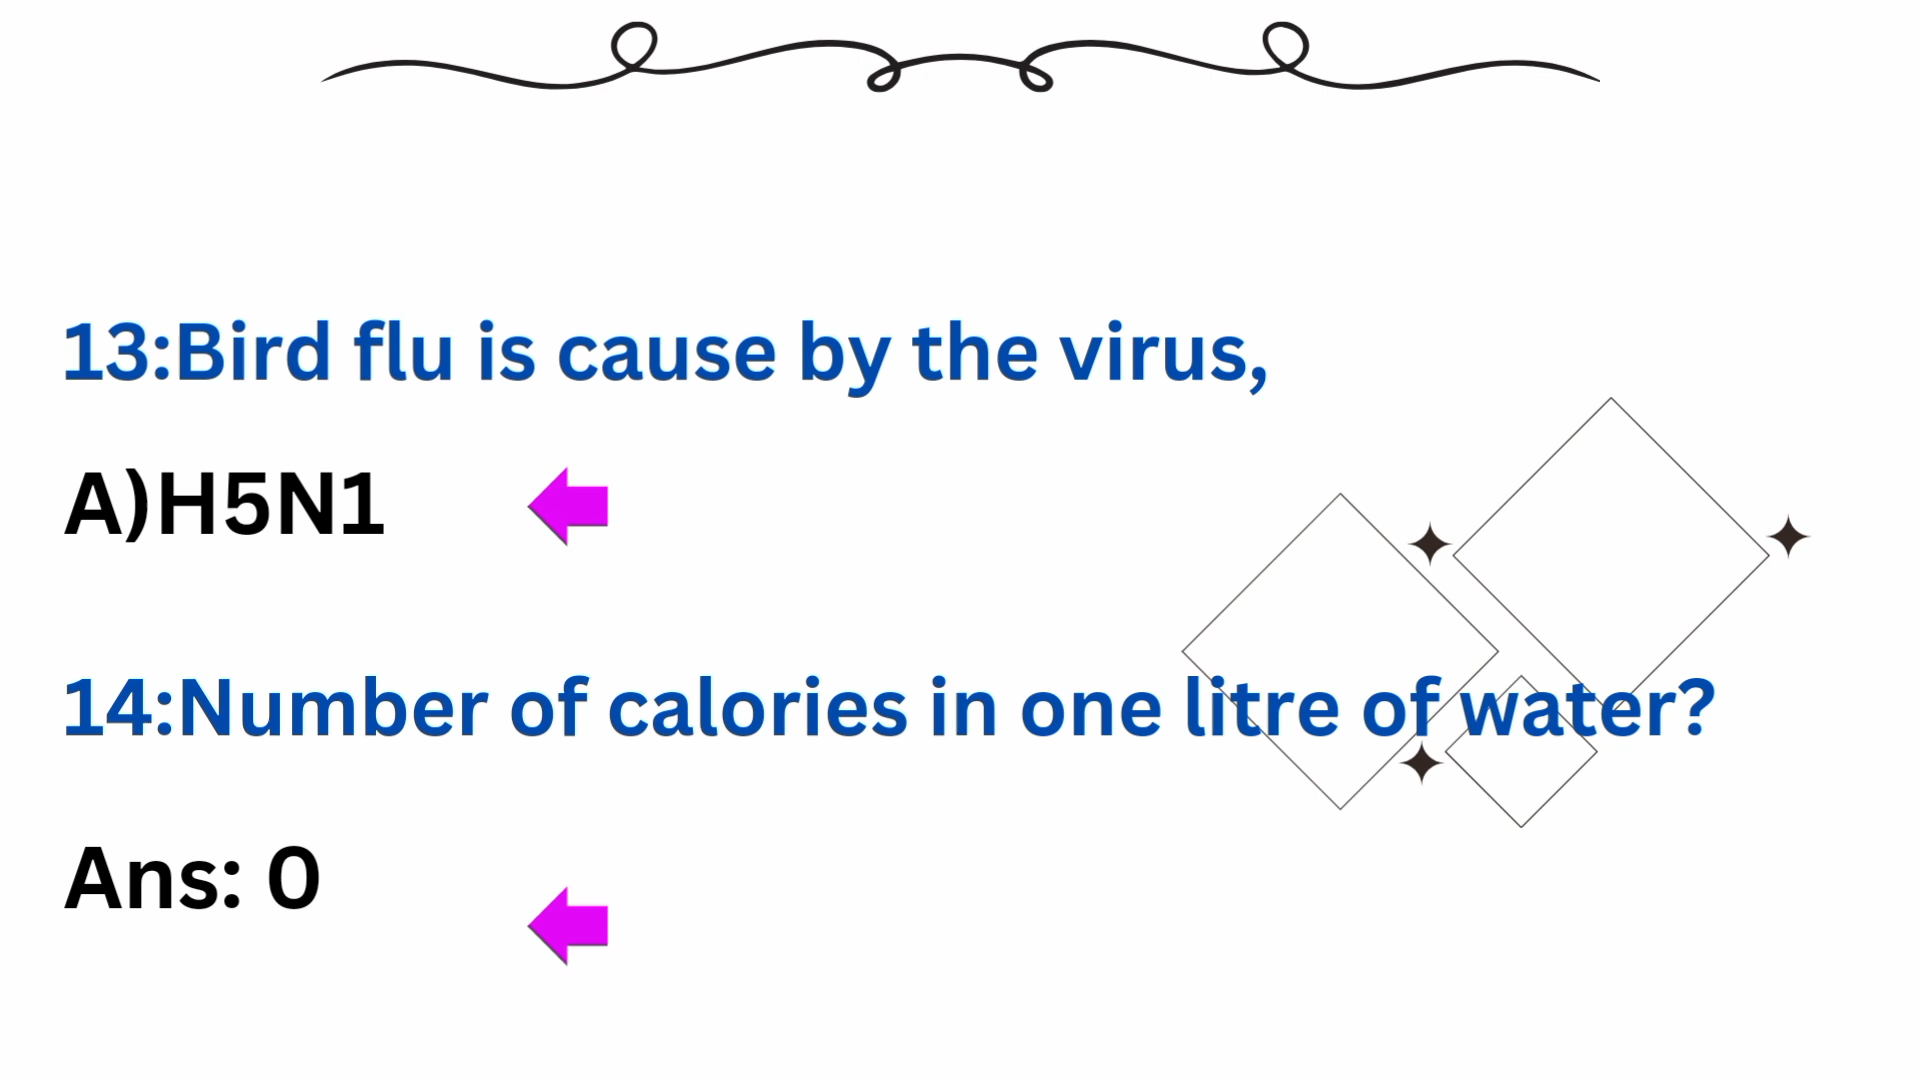 13:Bird flu is cause by the virus,
A)H5N1
14:Number of calories in one litre of water?
Ans: 0